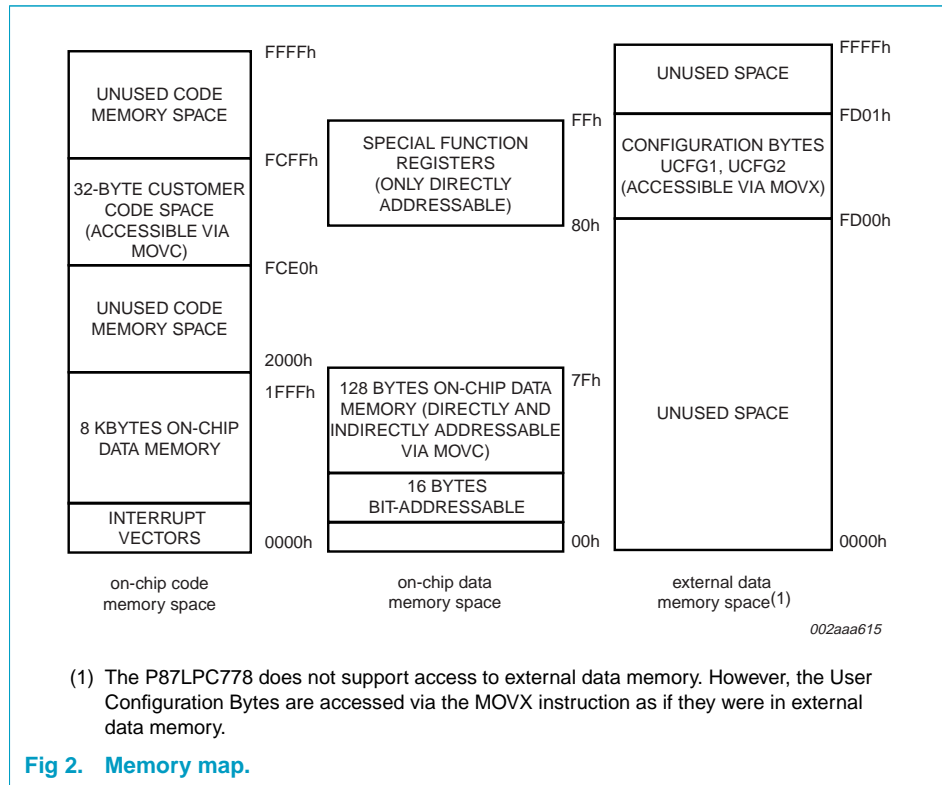 FFFFh
UNUSED CODE
MEMORY SPACE
FCFFh
32-BYTE CUSTOMER
CODE SPACE
(ACCESSIBLE VIA
MOVC)
FCE0h
UNUSED CODE
MEMORY SPACE
2000h
1FFFh
8 KBYTES ON-CHIP
DATA MEMORY
INTERRUPT
VECTORS
0000h
on-chip code
memory space
FFh
SPECIAL FUNCTION
REGISTERS
(ONLY DIRECTLY
ADDRESSABLE)
80h
7Fh
128 BYTES ON-CHIP DATA
MEMORY (DIRECTLY AND
INDIRECTLY ADDRESSABLE
VIA MOVC)
16 BYTES
BIT-ADDRESSABLE
00h
on-chip data
memory space
FFFFh
UNUSED SPACE
FD01h
CONFIGURATION BYTES
UCFG1, UCFG2
(ACCESSIBLE VIA MOVX)
FD00h
UNUSED SPACE
0000h
external data
memory space(1)
002aaa615
(1) The P87LPC778 does not support access to external data memory. However, the User
Configuration Bytes are accessed via the MOVX instruction as if they were in external
data memory.
Fig 2. Memory map.